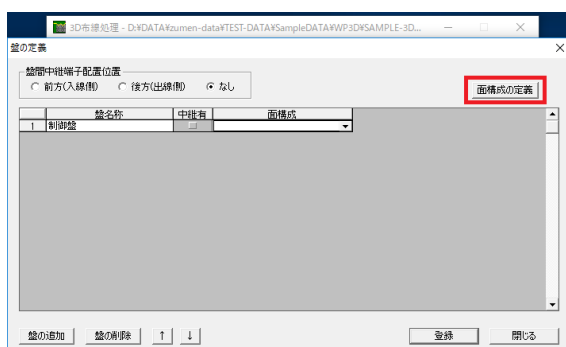 3D布線処理 - D:¥DATA¥zumen-data¥TEST-DATA¥SampleDATA¥WP3D¥SAMPLE-3D...
盤の定義
盤間中継端子配置位置
前方(入線側) 後方(出線側) なし
面構成の定義
盤名称 中継有 面構成
1 制御盤
盤の追加 盤の削除 ↑ ↓ 登録 閉じる